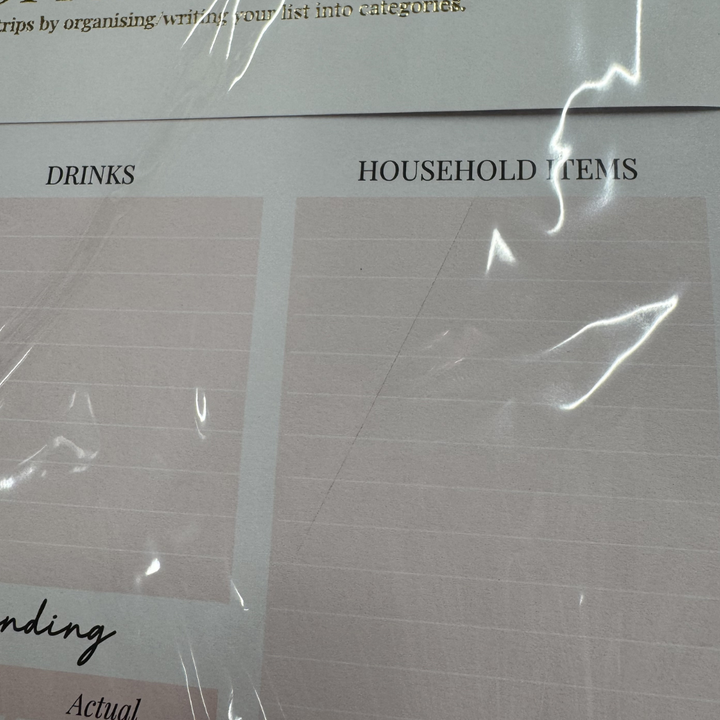 trips by organising/writing your list into categories.
DRINKS
HOUSEHOLD ITEMS
nding
Actual